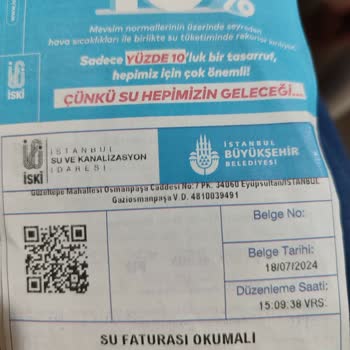 10%
Mevsim normallerinin üzerinde seyreden
hava sıcaklıkları ile birlikte su tüketiminde rekorlar kırılıyor.
Sadece YÜZDE 10'luk bir tasarruf,
hepimiz için çok önemli!
ÇÜNKÜ SU HEPİMİZİN GELECEĞİ...
İSKİ
İSKİ
İSTANBUL
SU VE KANALİZASYON
İDARESİ
İSTANBUL
BÜYÜKŞEHİR
BELEDİYESİ
Güzeltepe Mahallesi Osmanpaşa Caddesi No:7 PK. 34060 Eyüpsultan/İSTANBUL
Gaziosmanpaşa V.D. 4810039491
Belge No:
Belge Tarihi:
18/07/2024
Düzenleme Saati:
15:09:38 VRS.
SU FATURASI OKUMALI